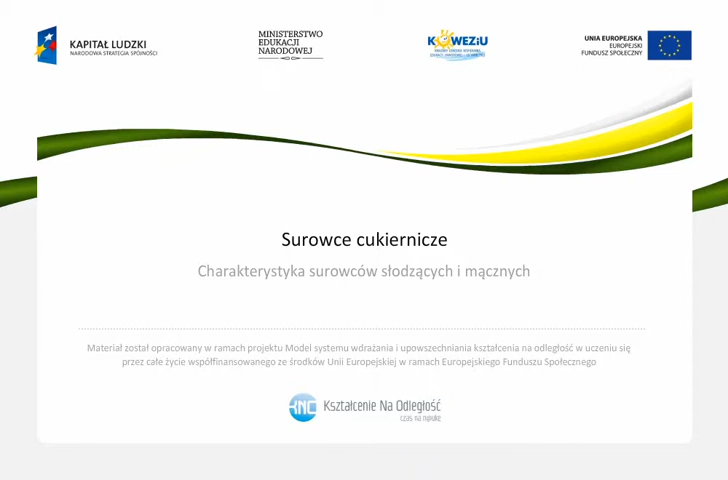 KAPITAŁ LUDZKI
NARODOWA STRATEGIA SPÓJNOŚCI
MINISTERSTWO
EDUKACJI
NARODOWEJ
KOWEZiU
UNIA EUROPEJSKA
EUROPEJSKI
FUNDUSZ SPOŁECZNY
Surowce cukiernicze
Charakterystyka surowców słodzących i mącznych
Materiał został opracowany w ramach projektu Model systemu wdrażania i upowszechniania kształcenia na odległość w uczeniu się
przez całe życie współfinansowanego ze środków Unii Europejskiej w ramach Europejskiego Funduszu Społecznego
KNO Kształcenie Na Odległość
czas na naukę